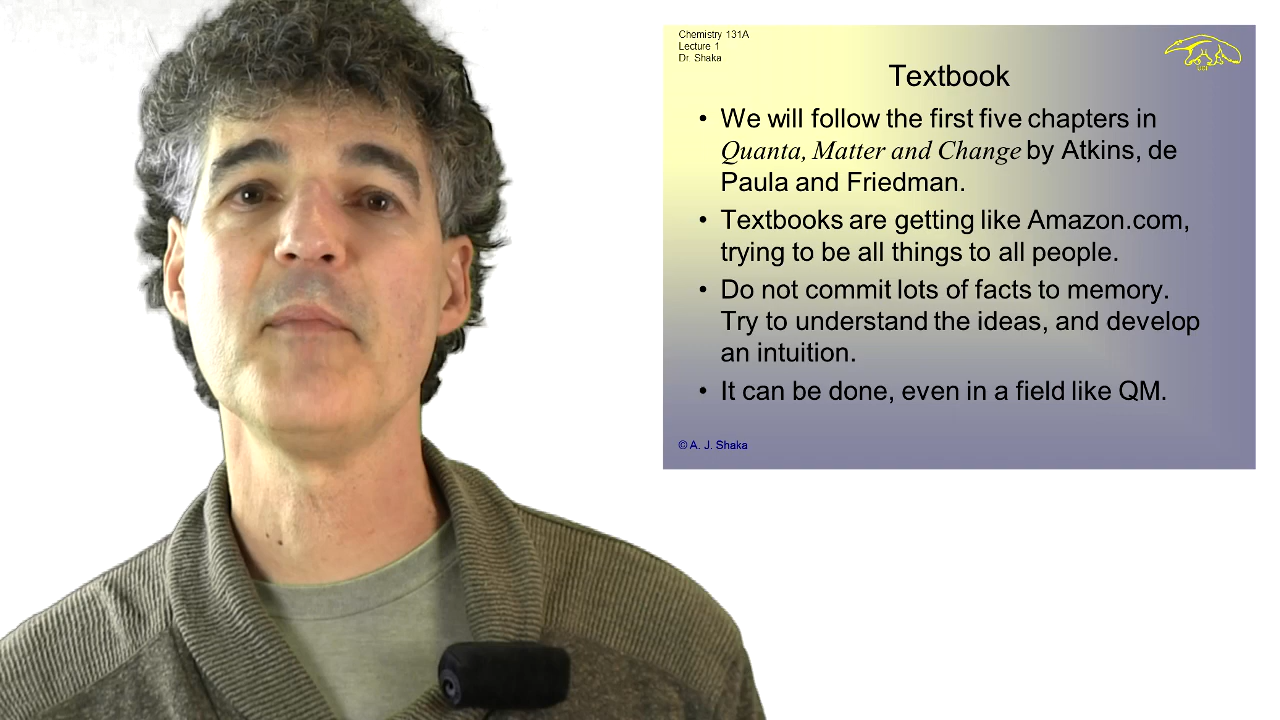 Chemistry 131A
Lecture 1
Dr. Shaka
Textbook
• We will follow the first five chapters in
Quanta, Matter and Change by Atkins, de
Paula and Friedman.
• Textbooks are getting like Amazon.com,
trying to be all things to all people.
• Do not commit lots of facts to memory.
Try to understand the ideas, and develop
an intuition.
• It can be done, even in a field like QM.
© A. J. Shaka